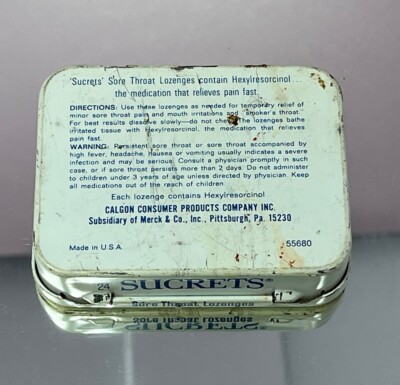 'Sucrets' Sore Throat Lozenges contain Hexylresorcinol...
the medication that relieves pain fast.
DIRECTIONS: Use these lozenges as needed for temporary relief of
minor sore throat pain and mouth irritations and "smoker's throat."
For best results dissolve slowly—do not chew. The lozenges bathe
irritated tissue with Hexylresorcinol, the medication that relieves
pain fast.
WARNING: Persistent sore throat or sore throat accompanied by
high fever, headache, nausea or vomiting usually indicates a severe
infection and may be serious. Consult a physician promptly in such
case, or if sore throat persists more than 2 days. Do not administer
to children under 3 years of age unless directed by physician. Keep
all medications out of the reach of children
Each lozenge contains Hexylresorcinol
CALGON CONSUMER PRODUCTS COMPANY INC.
Subsidiary of Merck & Co., Inc., Pittsburgh, Pa. 15230
Made in U.S.A. 55680
24 SUCRETS®
Sore Throat Lozenges